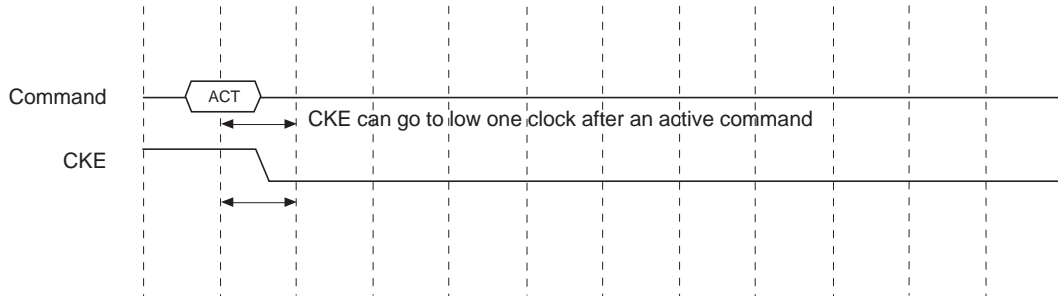 Command
ACT
CKE can go to low one clock after an active command
CKE